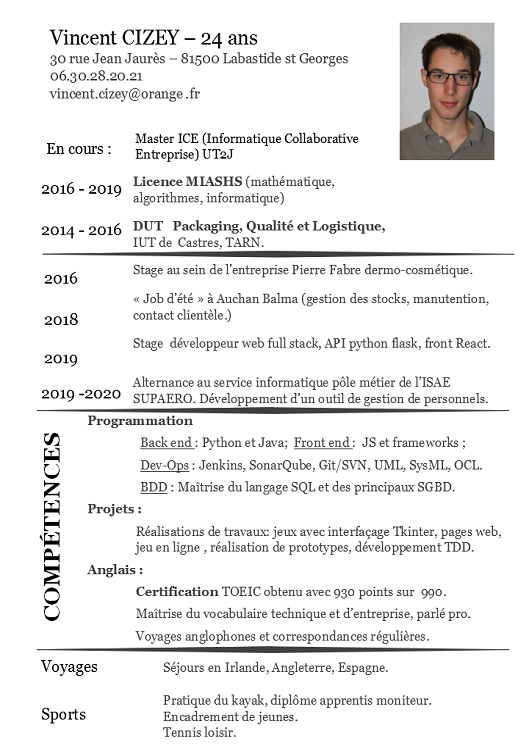 Vincent CIZEY – 24 ans
30 rue Jean Jaurès – 81500 Labastide st Georges
06.30.28.20.21
vincent.cizey@orange .fr
En cours :
Master ICE (Informatique Collaborative
Entreprise) UT2J
2016 - 2019
Licence MIASHS (mathématique,
algorithmes, informatique)
2014 - 2016
DUT Packaging, Qualité et Logistique,
IUT de Castres, TARN.
2016
Stage au sein de l'entreprise Pierre Fabre dermo-cosmétique.
2018
« Job d'été » à Auchan Balma (gestion des stocks, manutention,
contact clientèle.)
2019
Stage développeur web full stack, API python flask, front React.
2019 -2020
Alternance au service informatique pôle métier de l'ISAE
SUPAERO. Développement d'un outil de gestion de personnels.
COMPÉTENCES
Programmation
Back end : Python et Java; Front end : JS et frameworks ;
Dev-Ops : Jenkins, SonarQube, Git/SVN, UML, SysML, OCL.
BDD : Maîtrise du langage SQL et des principaux SGBD.
Projets :
Réalisations de travaux: jeux avec interfaçage Tkinter, pages web,
jeu en ligne , réalisation de prototypes, développement TDD.
Anglais :
Certification TOEIC obtenu avec 930 points sur 990.
Maîtrise du vocabulaire technique et d'entreprise, parlé pro.
Voyages anglophones et correspondances régulières.
Voyages
Séjours en Irlande, Angleterre, Espagne.
Sports
Pratique du kayak, diplôme apprentis moniteur.
Encadrement de jeunes.
Tennis loisir.